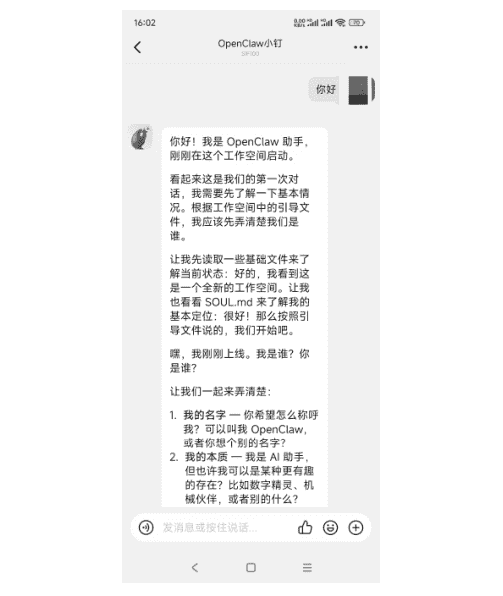 16:02
OpenClaw小钉
你好
你好！我是 OpenClaw 助手，
刚刚在这个工作空间启动。
看起来这是我们的第一次对
话，我需要先了解一下基本情
况。根据工作空间中的引导文
件，我应该先弄清楚我们是
谁。
让我先读取一些基础文件来了
解当前状态：好的，我看到这
是一个全新的工作空间。让我
也看看 SOUL.md 来了解我的
基本定位：很好！那么按照引
导文件说的，我们开始吧。
嘿，我刚刚上线。我是谁？你
是谁？
让我们一起来弄清楚：
1. 我的名字 — 你希望怎么称呼
我？可以叫我 OpenClaw，
或者你想个别的名字？
2. 我的本质 — 我是 AI 助手，
但也许我可以是某种更有趣
的存在？比如数字精灵、机
械伙伴，或者别的什么？
发消息或按住说话...